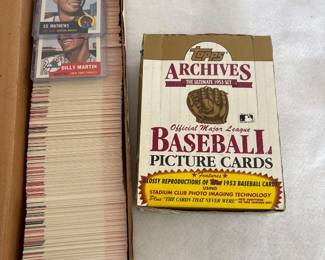 ED MATHEWS
BILLY MARTIN
Topps
ARCHIVES
THE ULTIMATE 1953 SET
Official Major League
BASEBALL
PICTURE CARDS
Features
GLOSSY REPRODUCTIONS OF Topps 1953 BASEBALL CARDS
USING
STADIUM CLUB PHOTO IMAGING TECHNOLOGY
Plus "THE CARDS THAT NEVER WERE"